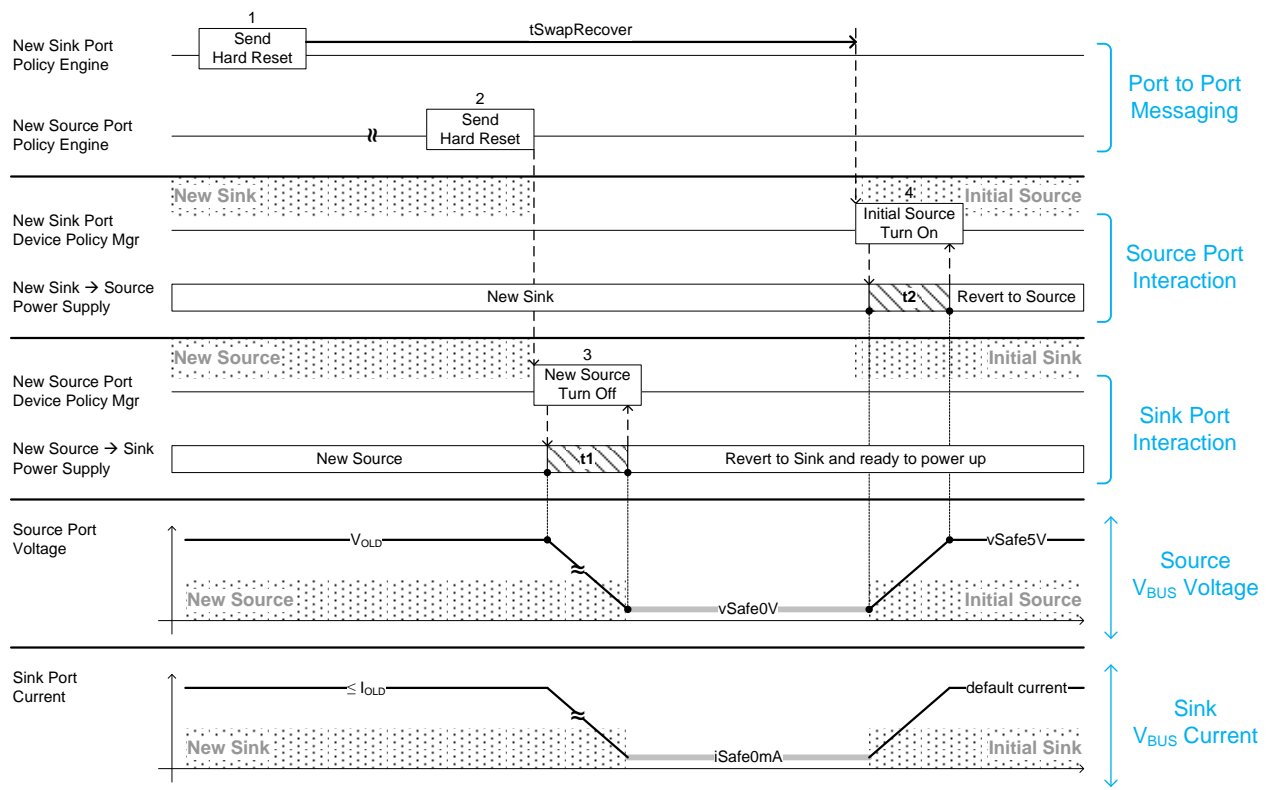 1
Send
Hard Reset
tSwapRecover
New Sink Port
Policy Engine
Port to Port
Messaging
2
Send
Hard Reset
New Source Port
Policy Engine
New Sink
4
Initial Source
New Sink Port
Device Policy Mgr
Initial Source
Turn On
Source Port
Interaction
New Sink → Source
Power Supply
New Sink
t2
Revert to Source
New Source
3
Initial Sink
New Source Port
Device Policy Mgr
New Source
Turn Off
Sink Port
Interaction
New Source → Sink
Power Supply
New Source
t1
Revert to Sink and ready to power up
Source Port
Voltage
VOLD
vSafe5V
Source
VBUS Voltage
New Source
vSafe0V
Initial Source
Sink Port
Current
≤ IOLD
default current
Sink
VBUS Current
New Sink
iSafe0mA
Initial Sink